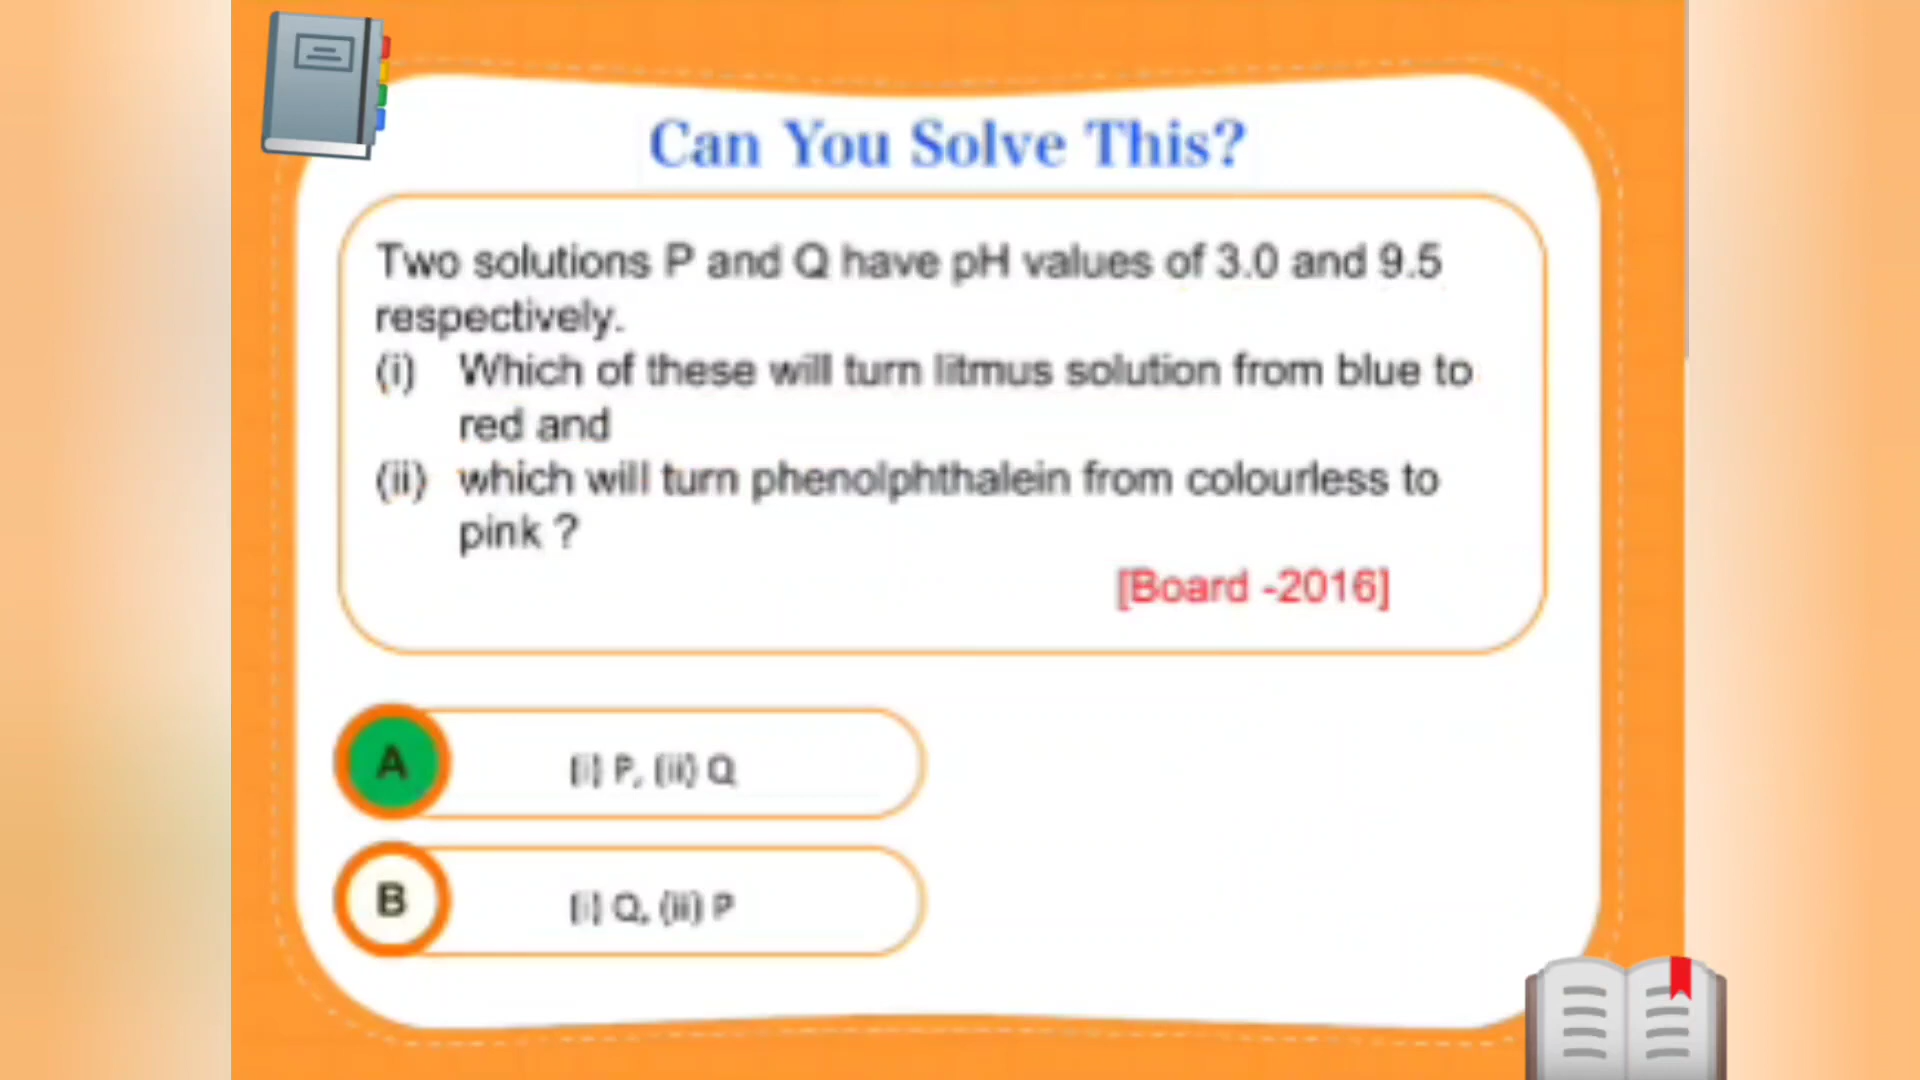 Can You Solve This?
Two solutions P and Q have pH values of 3.0 and 9.5
respectively.
(i) Which of these will turn litmus solution from blue to
red and
(ii) which will turn phenolphthalein from colourless to
pink ?
[Board -2016]
A (i) P, (ii) Q
B (i) Q, (ii) P